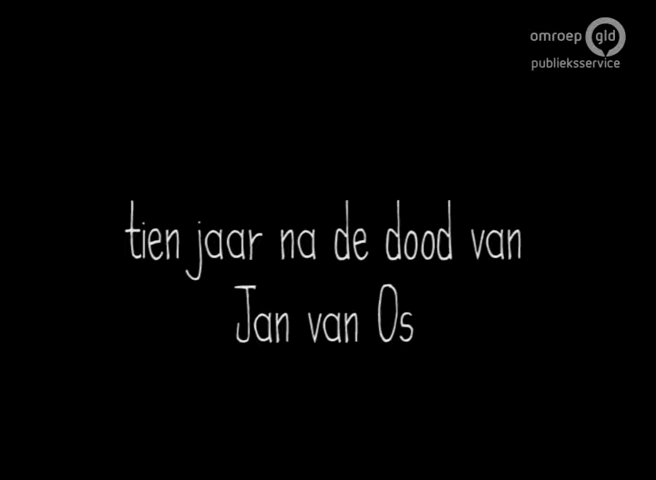 omroep gld
publieksservice
tien jaar na de dood van
Jan van Os